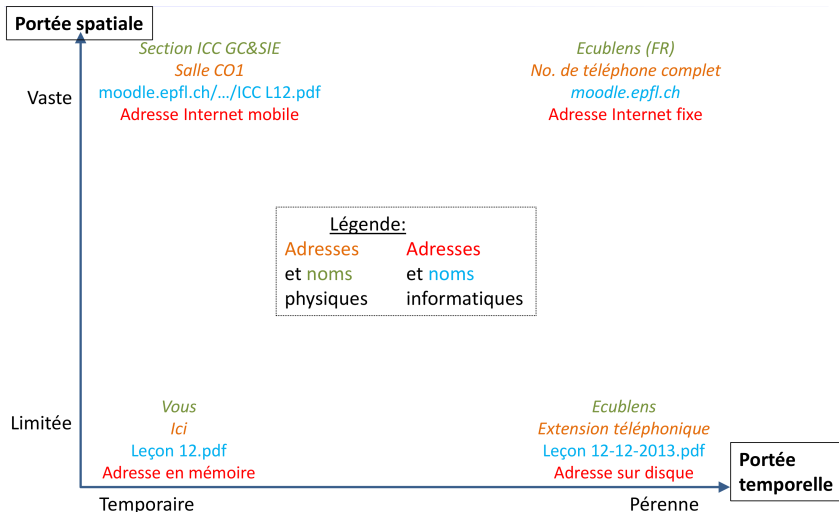 Portée spatiale
Section ICC GC&SIE
Salle CO1
moodle.epfl.ch/…/ICC L12.pdf
Adresse Internet mobile
Ecublens (FR)
No. de téléphone complet
moodle.epfl.ch
Adresse Internet fixe
Vaste
Légende:
Adresses
et noms
physiques
Adresses
et noms
informatiques
Limitée
Vous
Ici
Leçon 12.pdf
Adresse en mémoire
Ecublens
Extension téléphonique
Leçon 12-12-2013.pdf
Adresse sur disque
Portée
temporelle
Temporaire
Pérenne